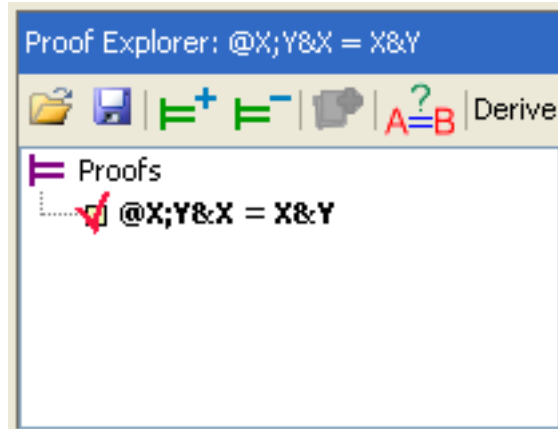 Proof Explorer: @X;Y&X = X&Y
A?=B Derive
Proofs
@X;Y&X = X&Y